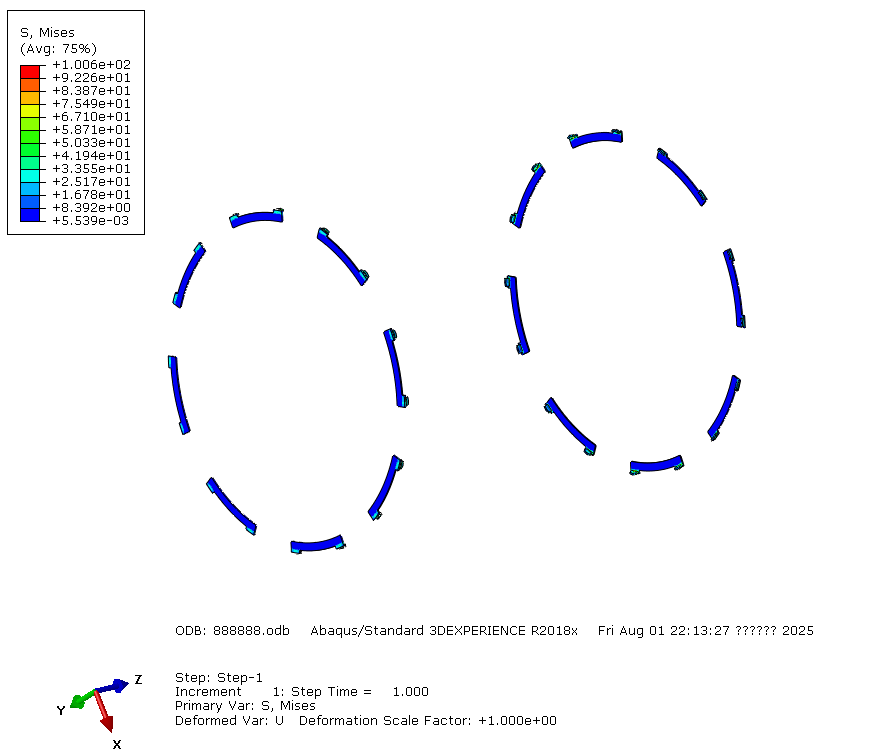 S, Mises
(Avg: 75%)
+1.006e+02
+9.226e+01
+8.387e+01
+7.549e+01
+6.710e+01
+5.871e+01
+5.033e+01
+4.194e+01
+3.355e+01
+2.517e+01
+1.678e+01
+8.392e+00
+5.539e-03
ODB: 888888.odb Abaqus/Standard 3DEXPERIENCE R2018x Fri Aug 01 22:13:27 ?????? 2025
Z
Y
X
Step: Step-1
Increment 1: Step Time = 1.000
Primary Var: S, Mises
Deformed Var: U Deformation Scale Factor: +1.000e+00